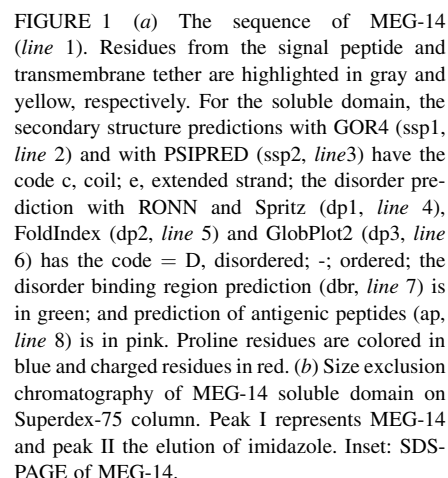 FIGURE 1 (a) The sequence of MEG-14
(line 1). Residues from the signal peptide and
transmembrane tether are highlighted in gray and
yellow, respectively. For the soluble domain, the
secondary structure predictions with GOR4 (ssp1,
line 2) and with PSIPRED (ssp2, line3) have the
code c, coil; e, extended strand; the disorder pre-
diction with RONN and Spritz (dp1, line 4),
FoldIndex (dp2, line 5) and GlobPlot2 (dp3, line
6) has the code = D, disordered; -; ordered; the
disorder binding region prediction (dbr, line 7) is
in green; and prediction of antigenic peptides (ap,
line 8) is in pink. Proline residues are colored in
blue and charged residues in red. (b) Size exclusion
chromatography of MEG-14 soluble domain on
Superdex-75 column. Peak I represents MEG-14
and peak II the elution of imidazole. Inset: SDS-
PAGE of MEG-14.